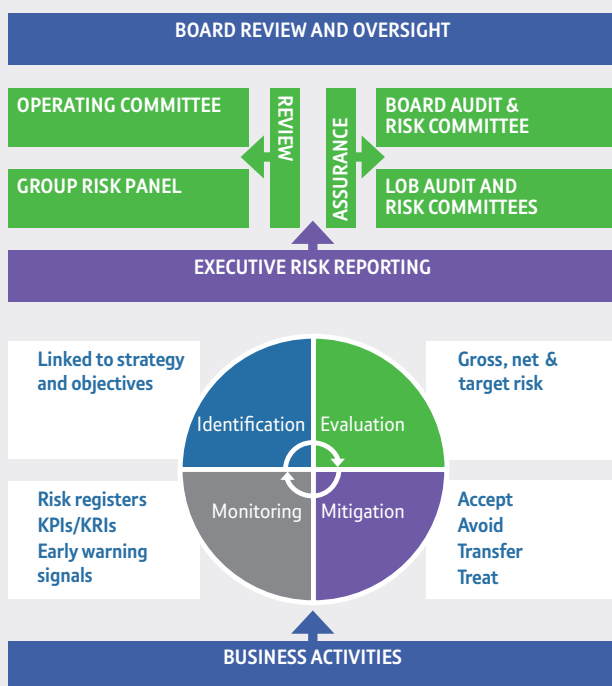 BOARD REVIEW AND OVERSIGHT
OPERATING COMMITTEE
GROUP RISK PANEL
REVIEW
ASSURANCE
BOARD AUDIT &
RISK COMMITTEE
LOB AUDIT AND
RISK COMMITTEES
EXECUTIVE RISK REPORTING
Linked to strategy
and objectives
Identification
Evaluation
Gross, net &
target risk
Risk registers
KPIs/KRIs
Early warning
signals
Monitoring
Mitigation
Accept
Avoid
Transfer
Treat
BUSINESS ACTIVITIES